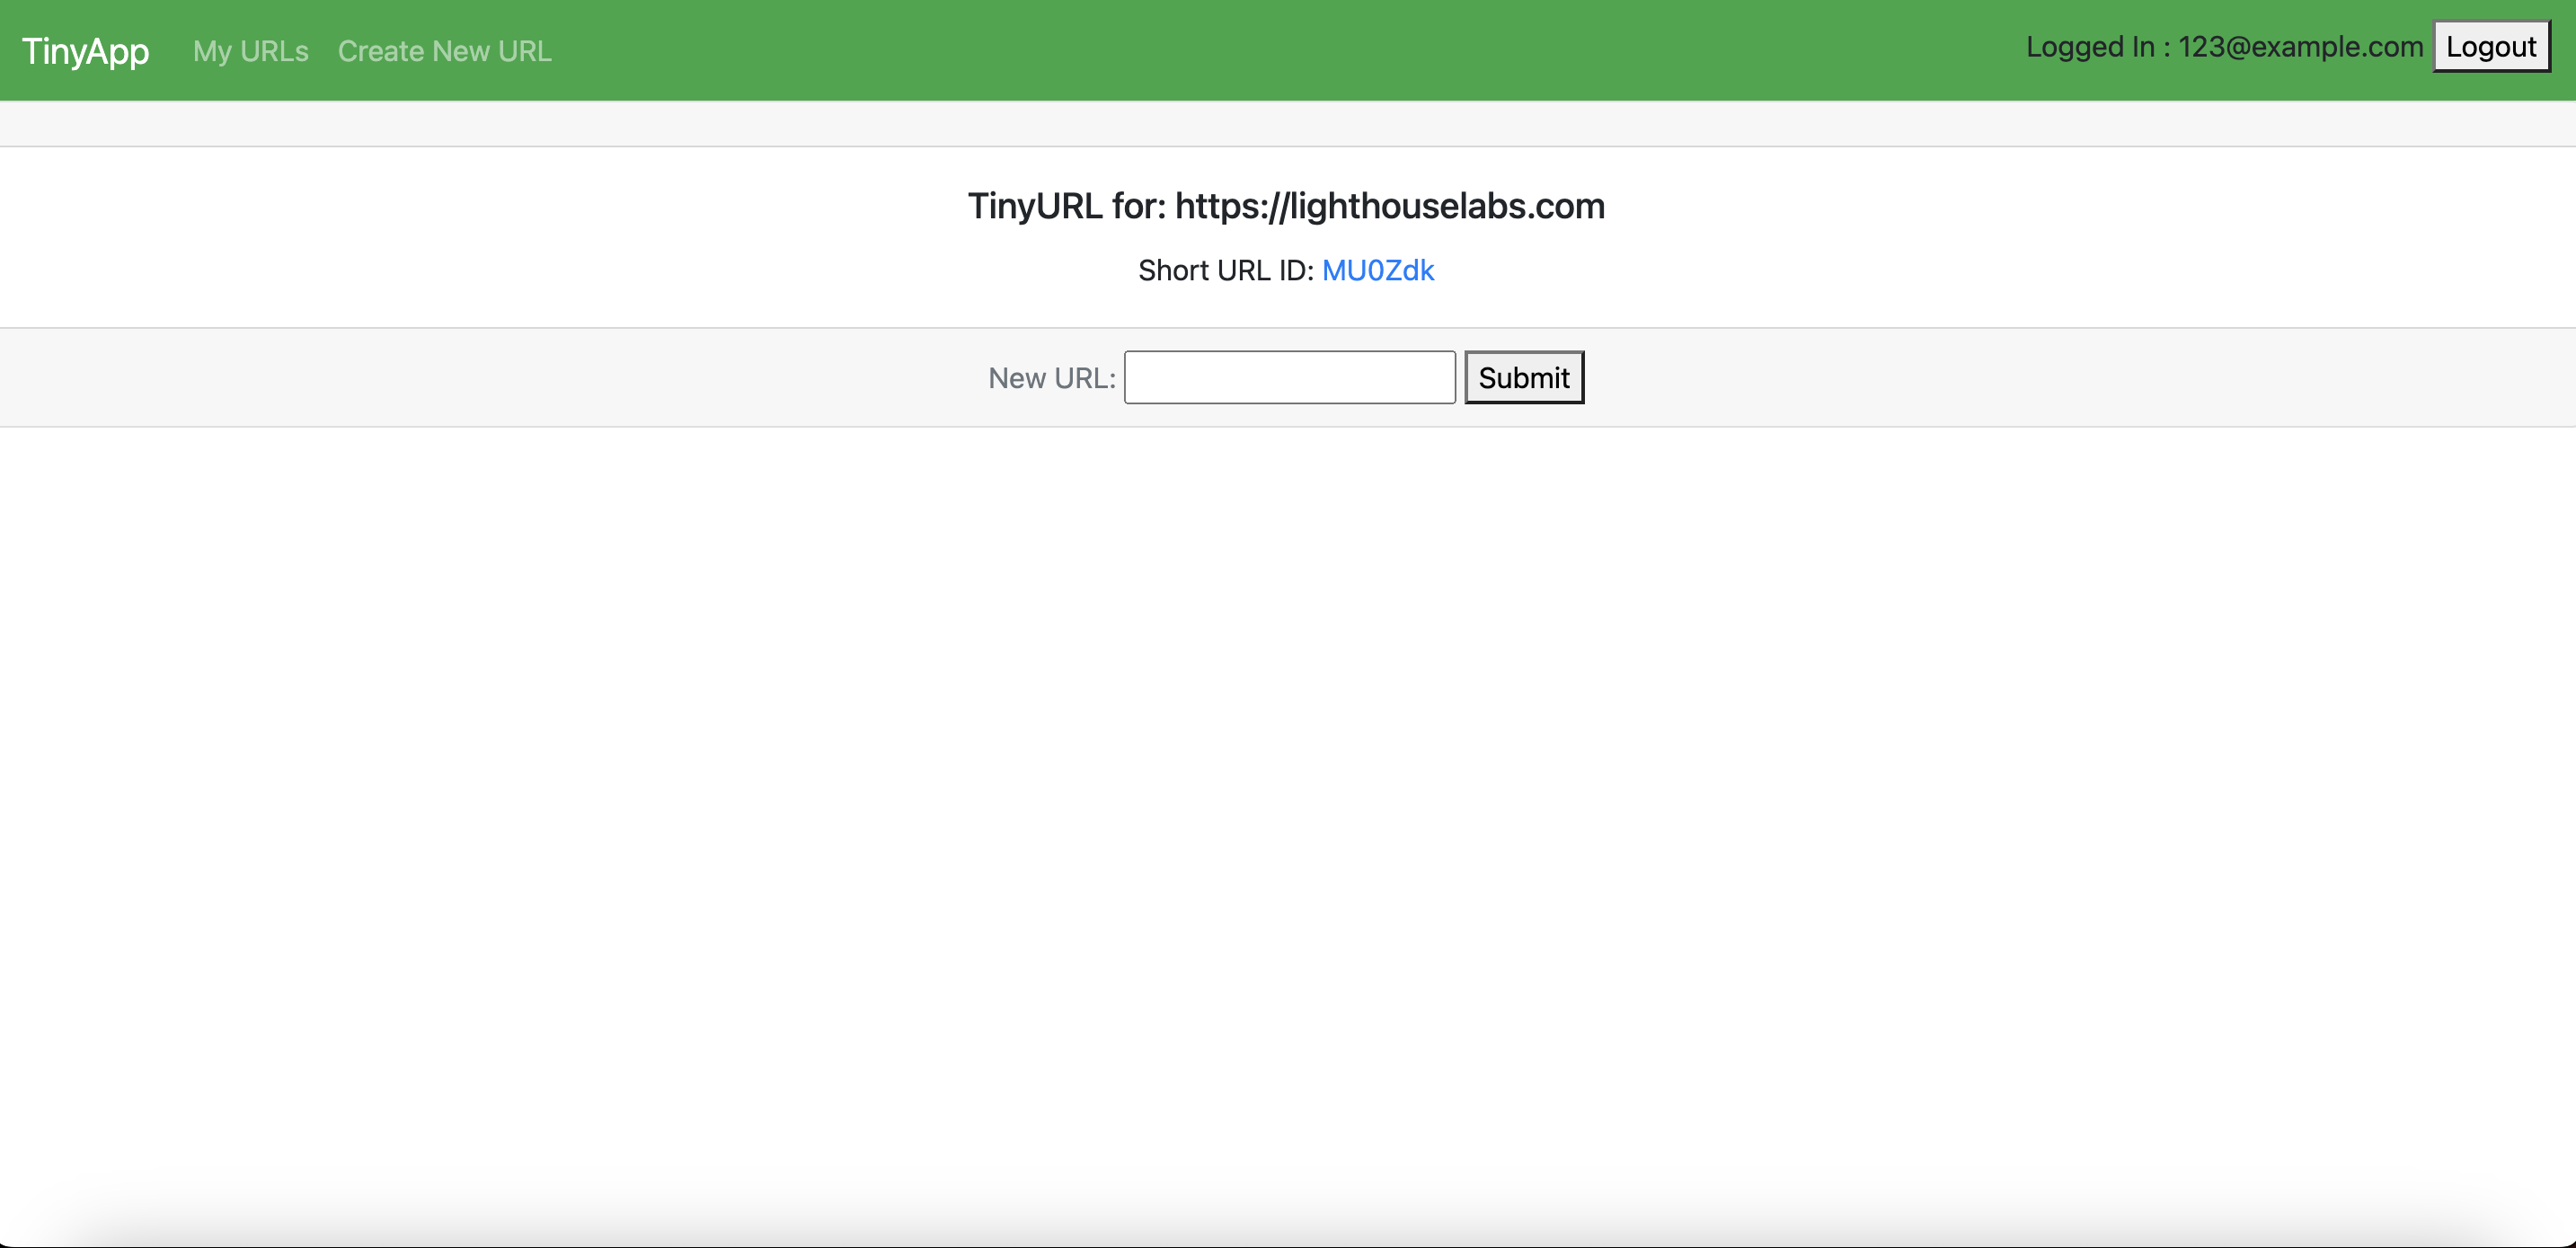 TinyApp My URLs Create New URL Logged In : 123@example.com Logout
TinyURL for: https://lighthouselabs.com
Short URL ID: MU0Zdk
New URL: Submit